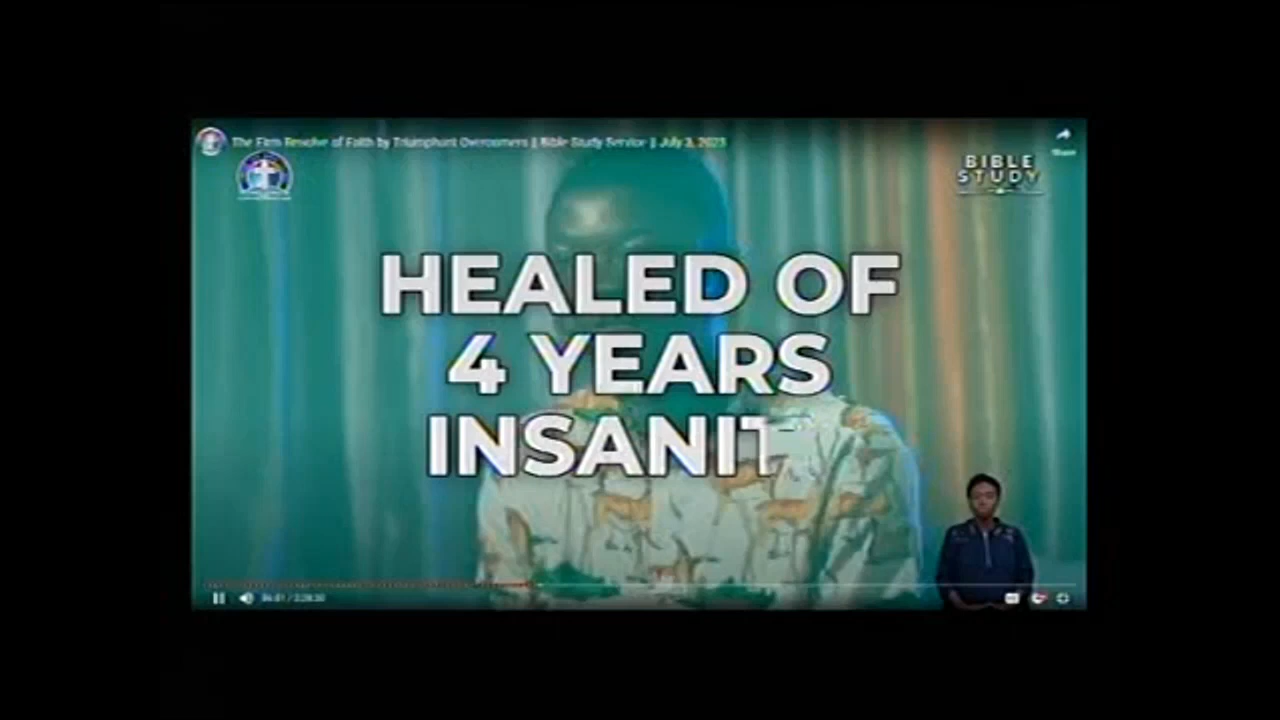 The Firm Resolve of Faith by Triumphant Overcomers || Bible Study Service || July 3, 2023
Share
BIBLE
STUDY
HEALED OF
4 YEARS
INSANIT